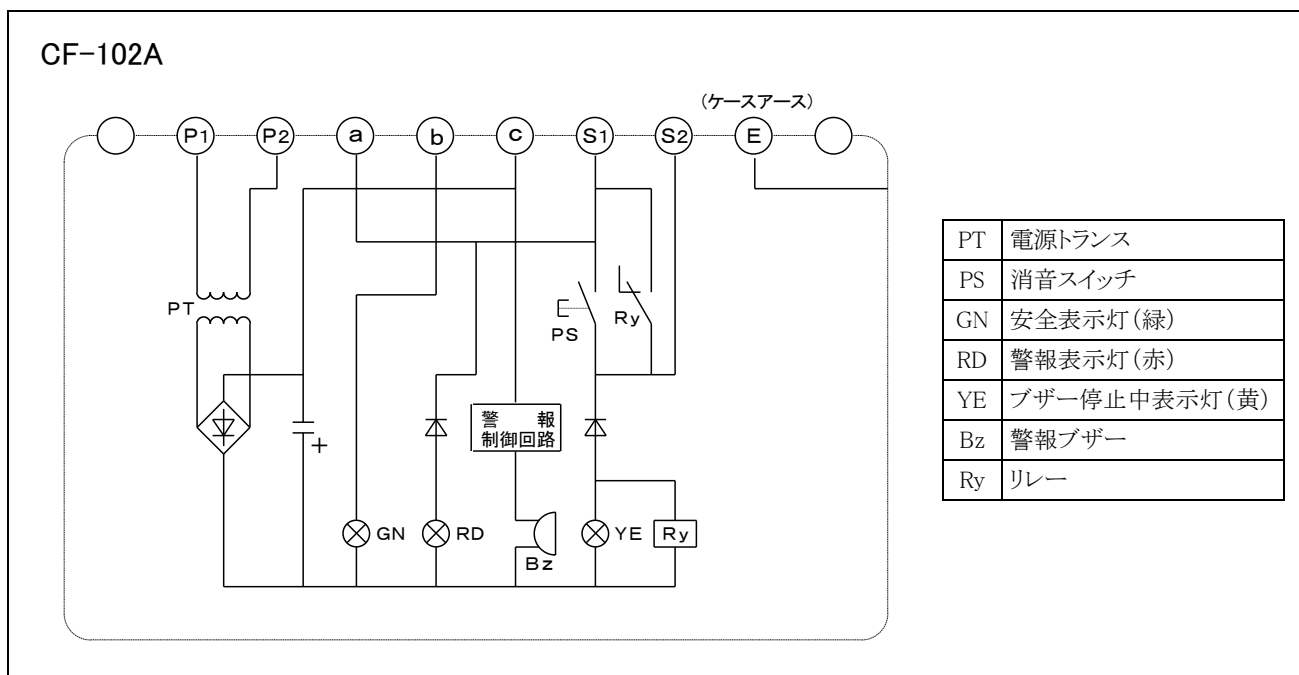 CF-102A
(ケースアース)
P1 P2 a b c S1 S2 E
PT
PS
Ry
+
警 報
制御回路
GN
RD
Bz
YE
Ry
PT 電源トランス
PS 消音スイッチ
GN 安全表示灯(緑)
RD 警報表示灯(赤)
YE ブザー停止中表示灯(黄)
Bz 警報ブザー
Ry リレー